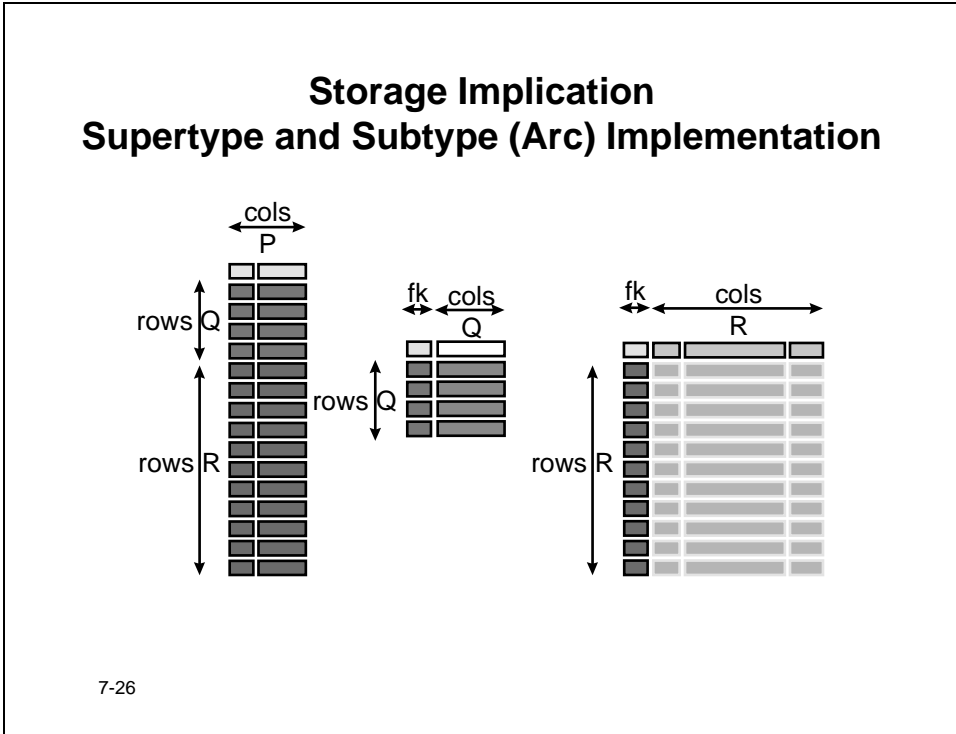 Storage Implication
Supertype and Subtype (Arc) Implementation
cols
P
rows Q
rows R
fk cols
Q
rows Q
fk cols
R
rows R
7-26